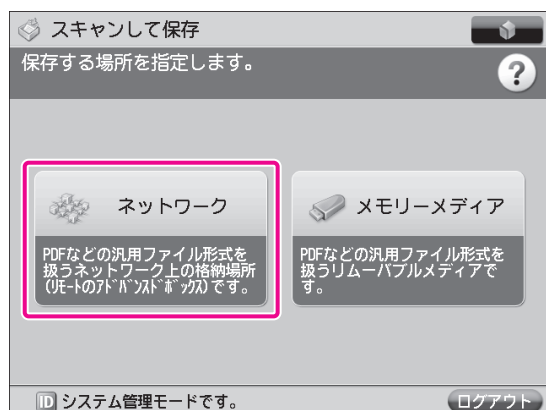 スキャンして保存
保存する場所を指定します。
?
ネットワーク
PDFなどの汎用ファイル形式を
扱うネットワーク上の格納場所
(ﾘﾓｰﾄのｱﾄﾞﾊﾞﾝｽﾄﾞﾎﾞｯｸｽ)です。
メモリーメディア
PDFなどの汎用ファイル形式を
扱うリムーバブルメディアで
す。
ID システム管理モードです。
ログアウト